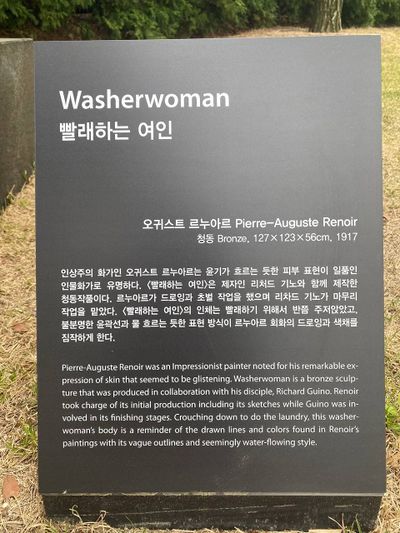 Washerwoman
빨래하는 여인
오귀스트 르누아르 Pierre-Auguste Renoir
청동 Bronze, 127×123×56cm, 1917
인상주의 화가인 오귀스트 르누아르는 윤기가 흐르는 듯한 피부 표현이 일품인
인물화가로 유명하다. <빨래하는 여인>은 제자인 리처드 기노와 함께 제작한
청동작품이다. 르누아르가 드로잉과 초벌 작업을 했으며 리차드 기노가 마무리
작업을 맡았다. <빨래하는 여인>의 인체는 빨래하기 위해서 반쯤 주저앉았고,
불분명한 윤곽선과 물 흐르는 듯한 표현 방식이 르누아르 회화의 드로잉과 색채를
짐작하게 한다.
Pierre-Auguste Renoir was an Impressionist painter noted for his remarkable ex-
pression of skin that seemed to be glistening. Washerwoman is a bronze sculp-
ture that was produced in collaboration with his disciple, Richard Guino. Renoir
took charge of its initial production including its sketches while Guino was in-
volved in its finishing stages. Crouching down to do the laundry, this washer-
woman's body is a reminder of the drawn lines and colors found in Renoir's
paintings with its vague outlines and seemingly water-flowing style.